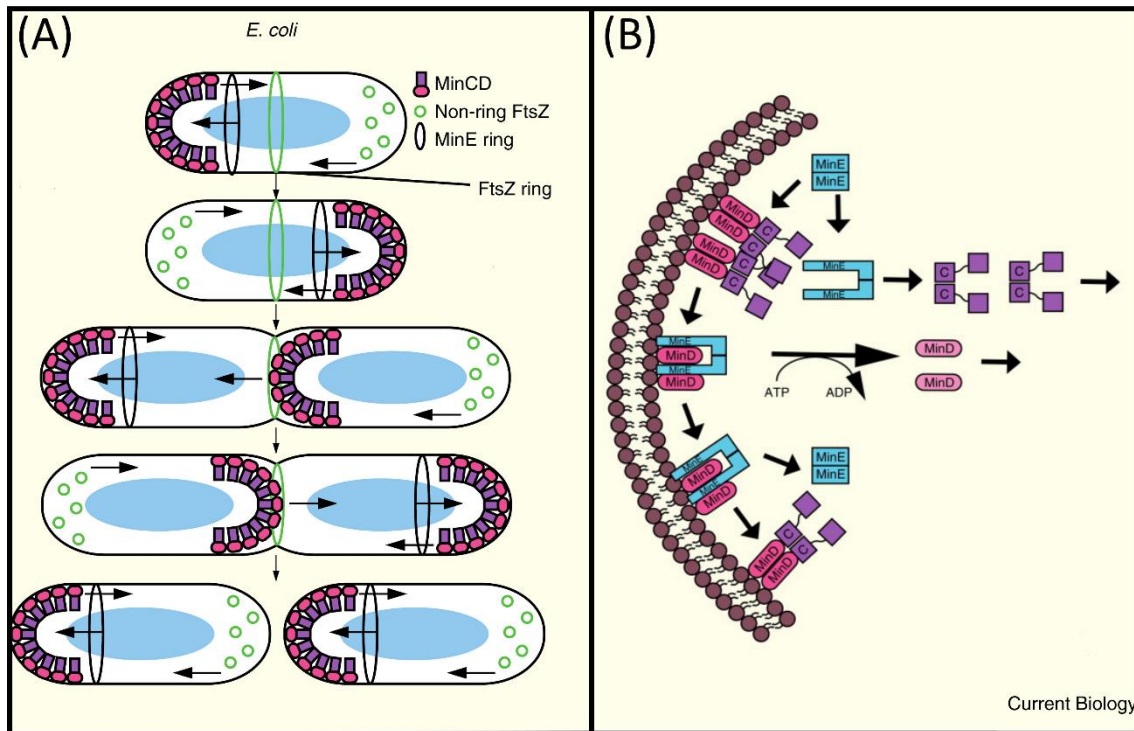 (A)
E. coli
MinCD
Non-ring FtsZ
MinE ring
FtsZ ring
(B)
MinE
MinE
MinD
MinD
MinD
MinD
C
C
C
C
MinE
MinE
C
C
C
C
MinE
MinD
MinE
MinD
ATP
ADP
MinD
MinD
MinE
MinD
MinE
MinD
MinE
MinE
C
C
MinD
MinD
Current Biology